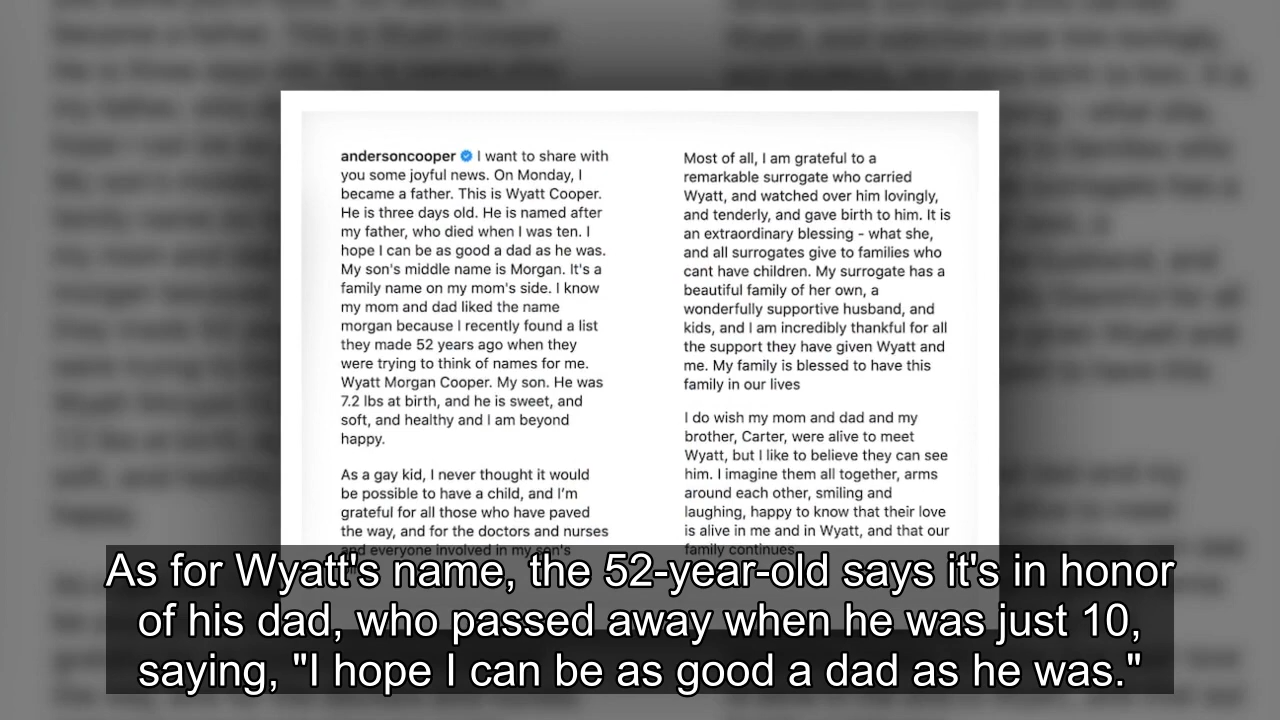 andersoncooper I want to share with
you some joyful news. On Monday, I
became a father. This is Wyatt Cooper.
He is three days old. He is named after
my father, who died when I was ten. I
hope I can be as good a dad as he was.
My son's middle name is Morgan. It's a
family name on my mom's side. I know
my mom and dad liked the name
morgan because I recently found a list
they made 52 years ago when they
were trying to think of names for me.
Wyatt Morgan Cooper. My son. He was
7.2 lbs at birth, and he is sweet, and
soft, and healthy and I am beyond
happy.
As a gay kid, I never thought it would
be possible to have a child, and I'm
grateful for all those who have paved
the way, and for the doctors and nurses
and everyone involved in my son's
Most of all, I am grateful to a
remarkable surrogate who carried
Wyatt, and watched over him lovingly,
and tenderly, and gave birth to him. It is
an extraordinary blessing - what she,
and all surrogates give to families who
cant have children. My surrogate has a
beautiful family of her own, a
wonderfully supportive husband, and
kids, and I am incredibly thankful for all
the support they have given Wyatt and
me. My family is blessed to have this
family in our lives
I do wish my mom and dad and my
brother, Carter, were alive to meet
Wyatt, but I like to believe they can see
him. I imagine them all together, arms
around each other, smiling and
laughing, happy to know that their love
is alive in me and in Wyatt, and that our
family continues.
As for Wyatt's name, the 52-year-old says it's in honor
of his dad, who passed away when he was just 10,
saying, "I hope I can be as good a dad as he was."